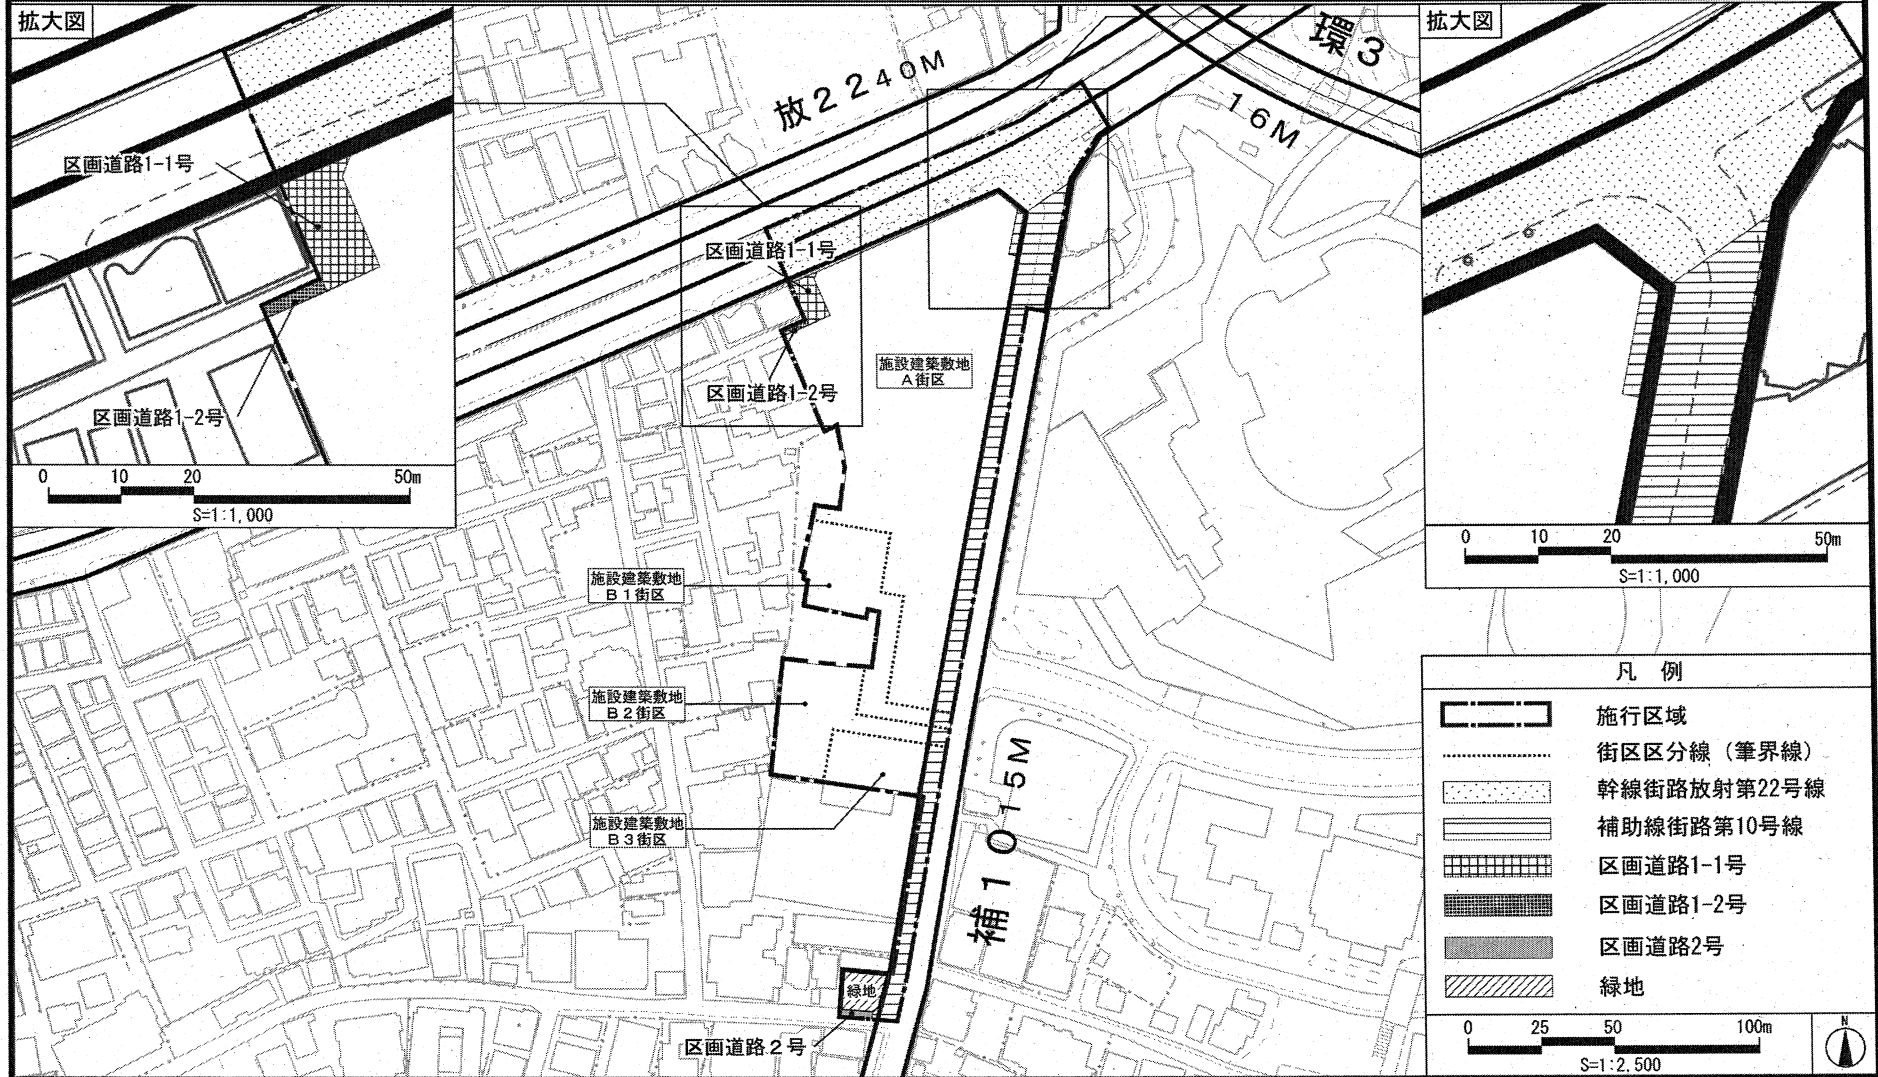 拡大図
区画道路1-1号
区画道路1-2号
0 10 20 50m
S=1:1,000
放22 40M
環3
16M
区画道路1-1号
区画道路1-2号
施設建築敷地
A街区
施設建築敷地
B1街区
施設建築敷地
B2街区
施設建築敷地
B3街区
補10 15M
緑地
区画道路2号
拡大図
0 10 20 50m
S=1:1,000
凡 例
施行区域
街区区分線（筆界線）
幹線街路放射第22号線
補助線街路第10号線
区画道路1-1号
区画道路1-2号
区画道路2号
緑地
0 25 50 100m
S=1:2,500
N